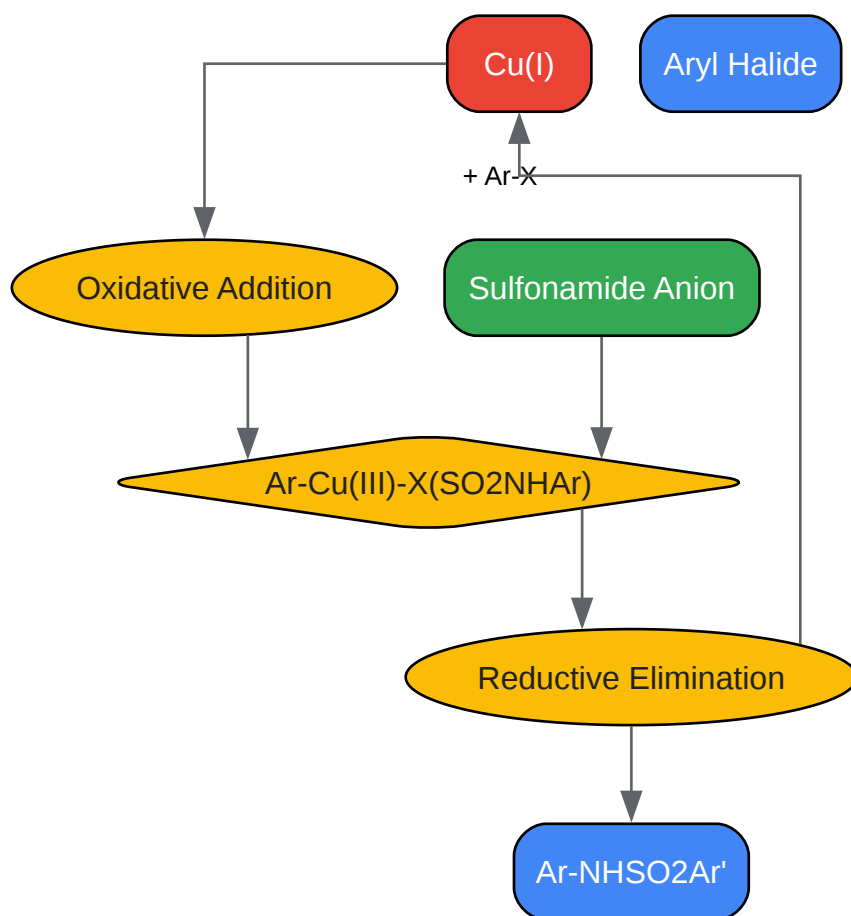 Cu(I)
Aryl Halide
+ Ar-X
Oxidative Addition
Sulfonamide Anion
Ar-Cu(III)-X(SO2NHAr)
Reductive Elimination
Ar-NHSO2Ar'